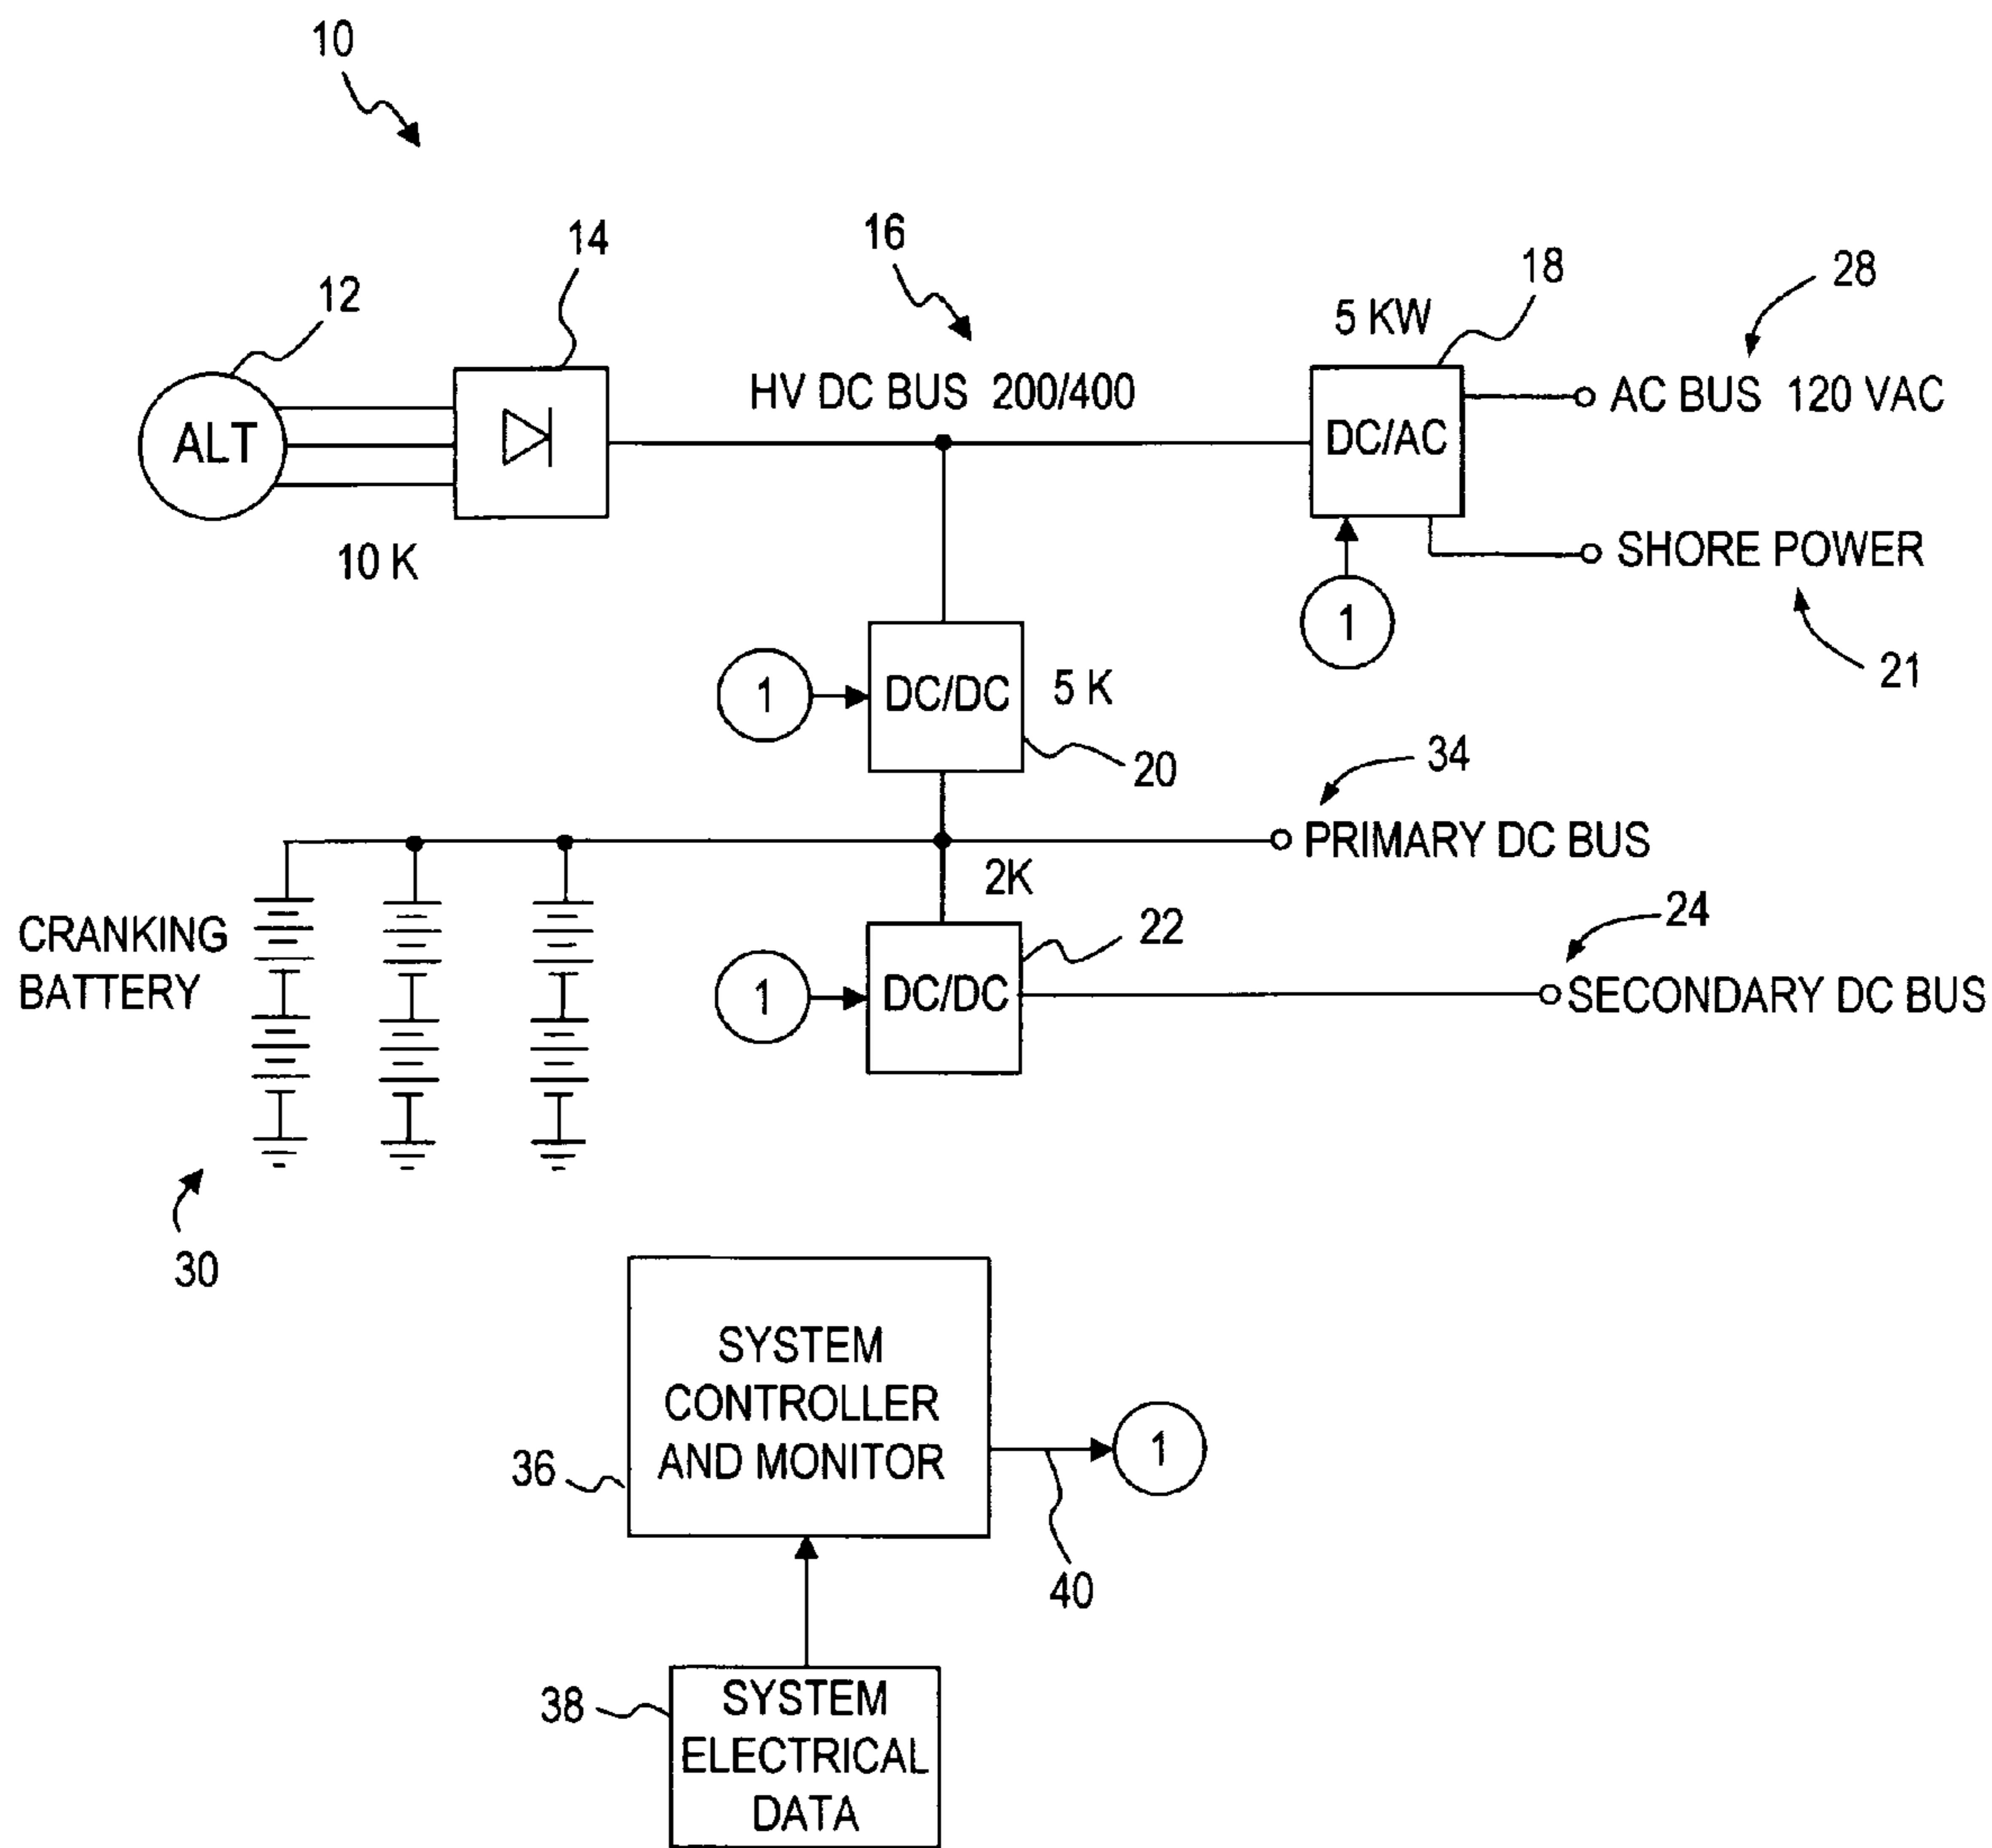 10
12
14
16
18
28
5 KW
HV DC BUS 200/400
AC BUS 120 VAC
ALT
DC/AC
10 K
SHORE POWER
1
21
1
DC/DC
5 K
20
34
PRIMARY DC BUS
2K
CRANKING
BATTERY
22
24
1
DC/DC
SECONDARY DC BUS
30
SYSTEM
CONTROLLER
AND MONITOR
36
1
40
38
SYSTEM
ELECTRICAL
DATA